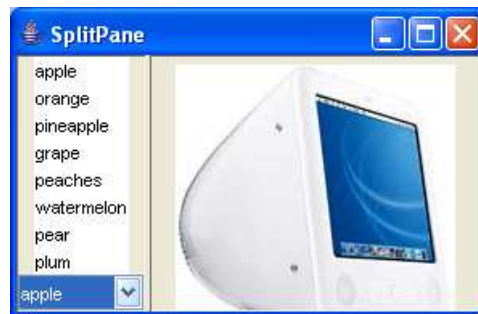 SplitPane
apple
orange
pineapple
grape
peaches
watermelon
pear
plum
apple